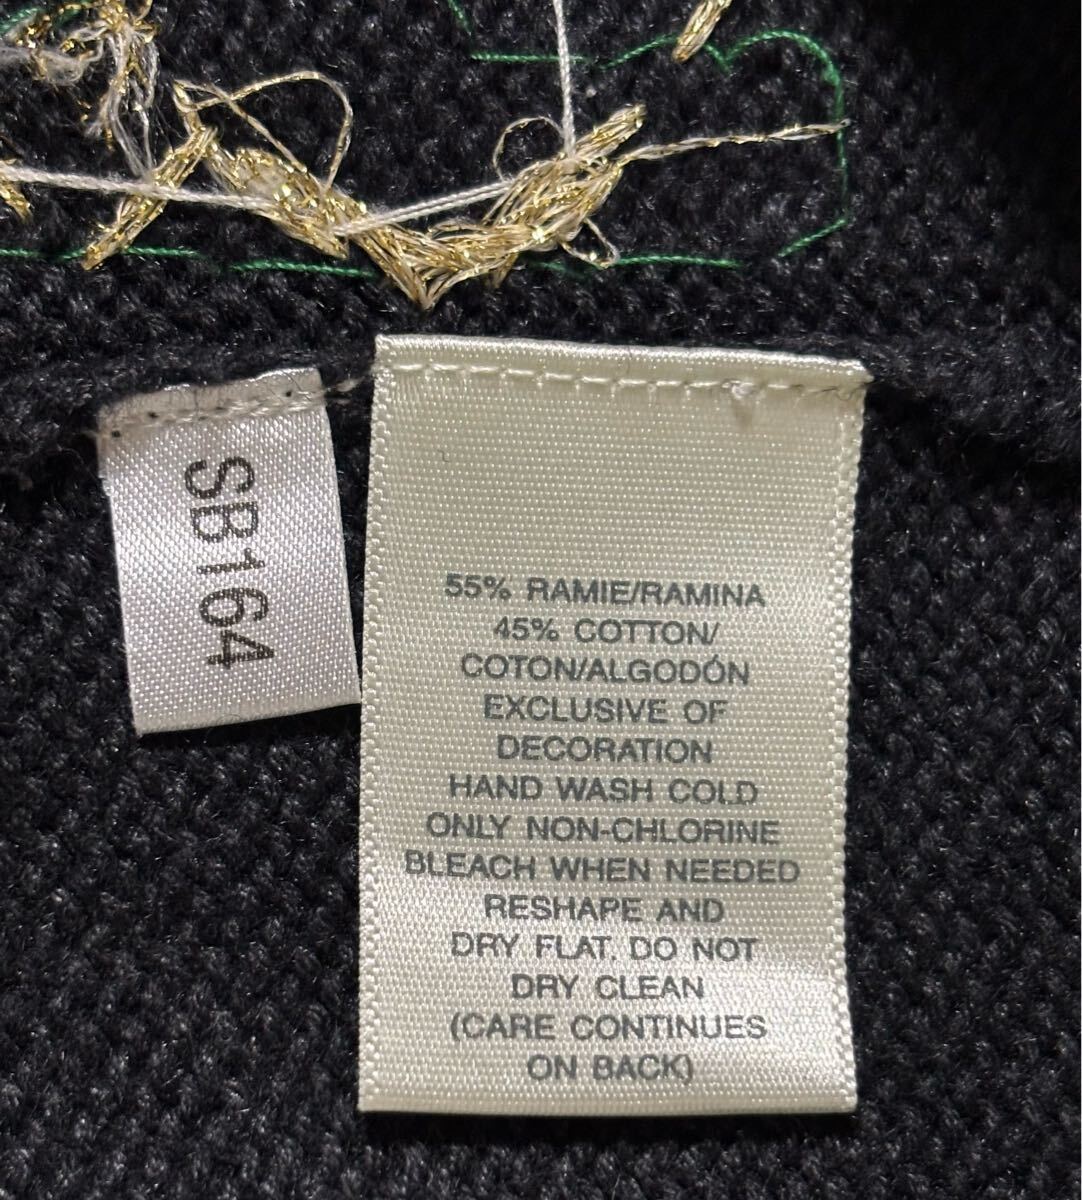 SB164
55% RAMIE/RAMINA
45% COTTON/
COTON/ALGODÓN
EXCLUSIVE OF
DECORATION
HAND WASH COLD
ONLY NON-CHLORINE
BLEACH WHEN NEEDED
RESHAPE AND
DRY FLAT. DO NOT
DRY CLEAN
(CARE CONTINUES
ON BACK)